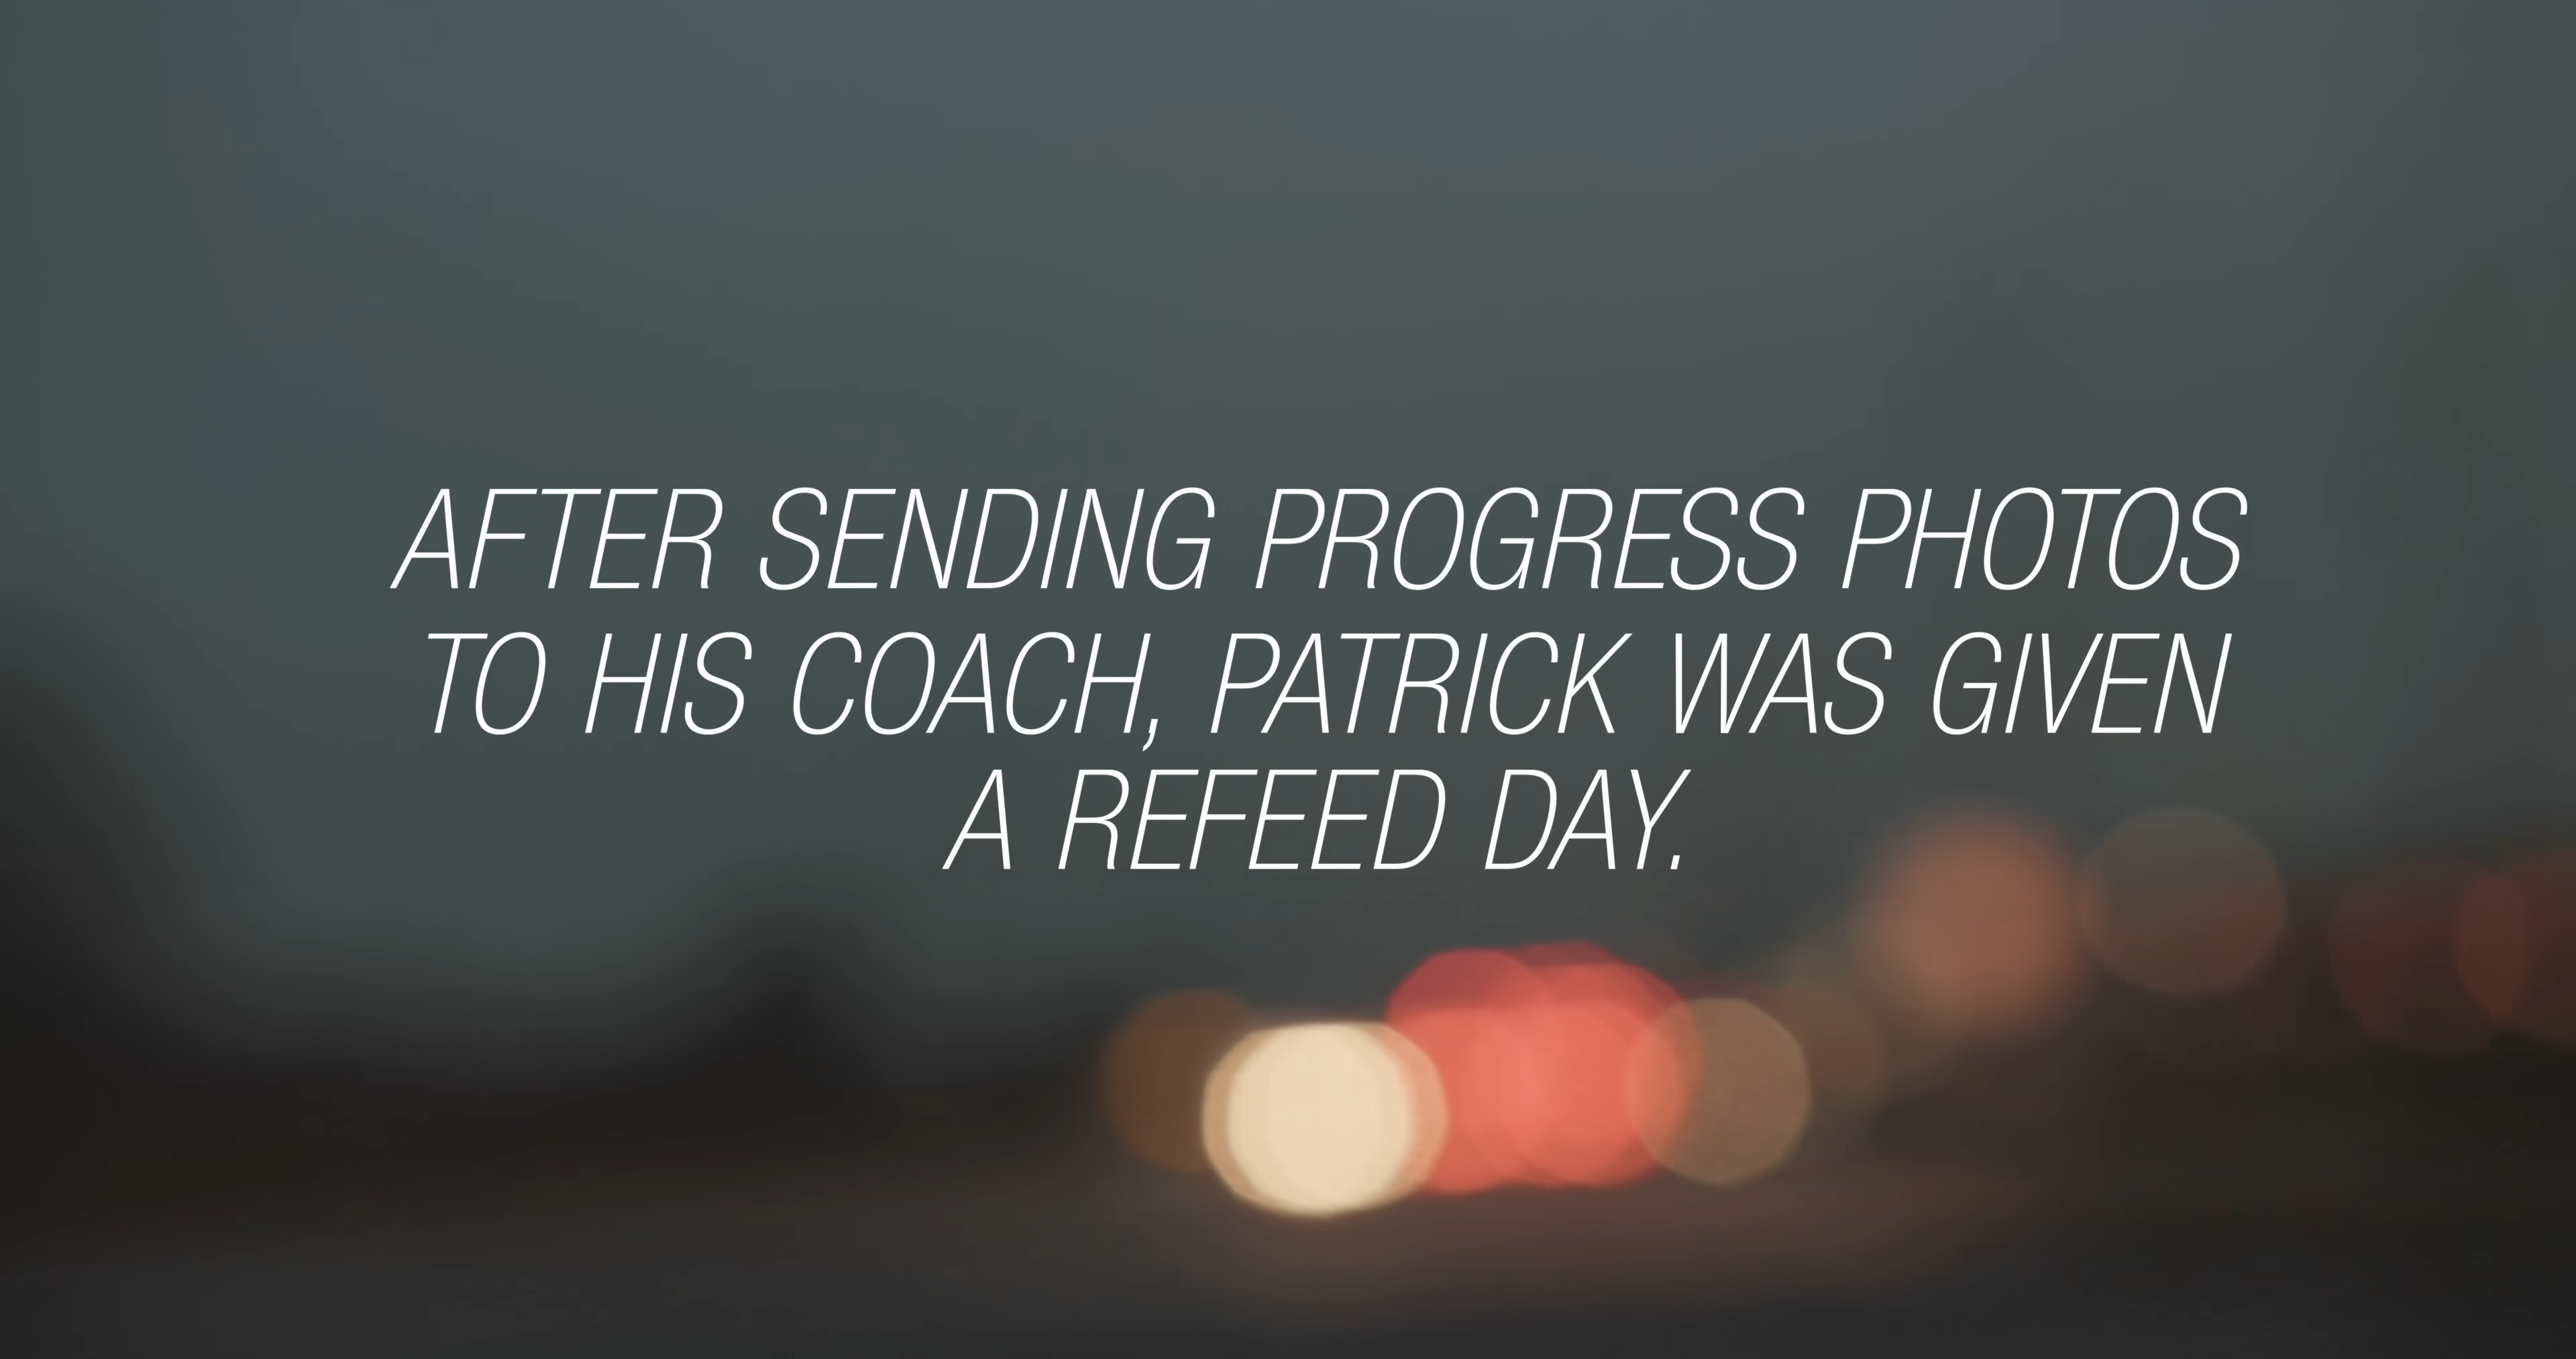 AFTER SENDING PROGRESS PHOTOS
TO HIS COACH, PATRICK WAS GIVEN
A REFEED DAY.